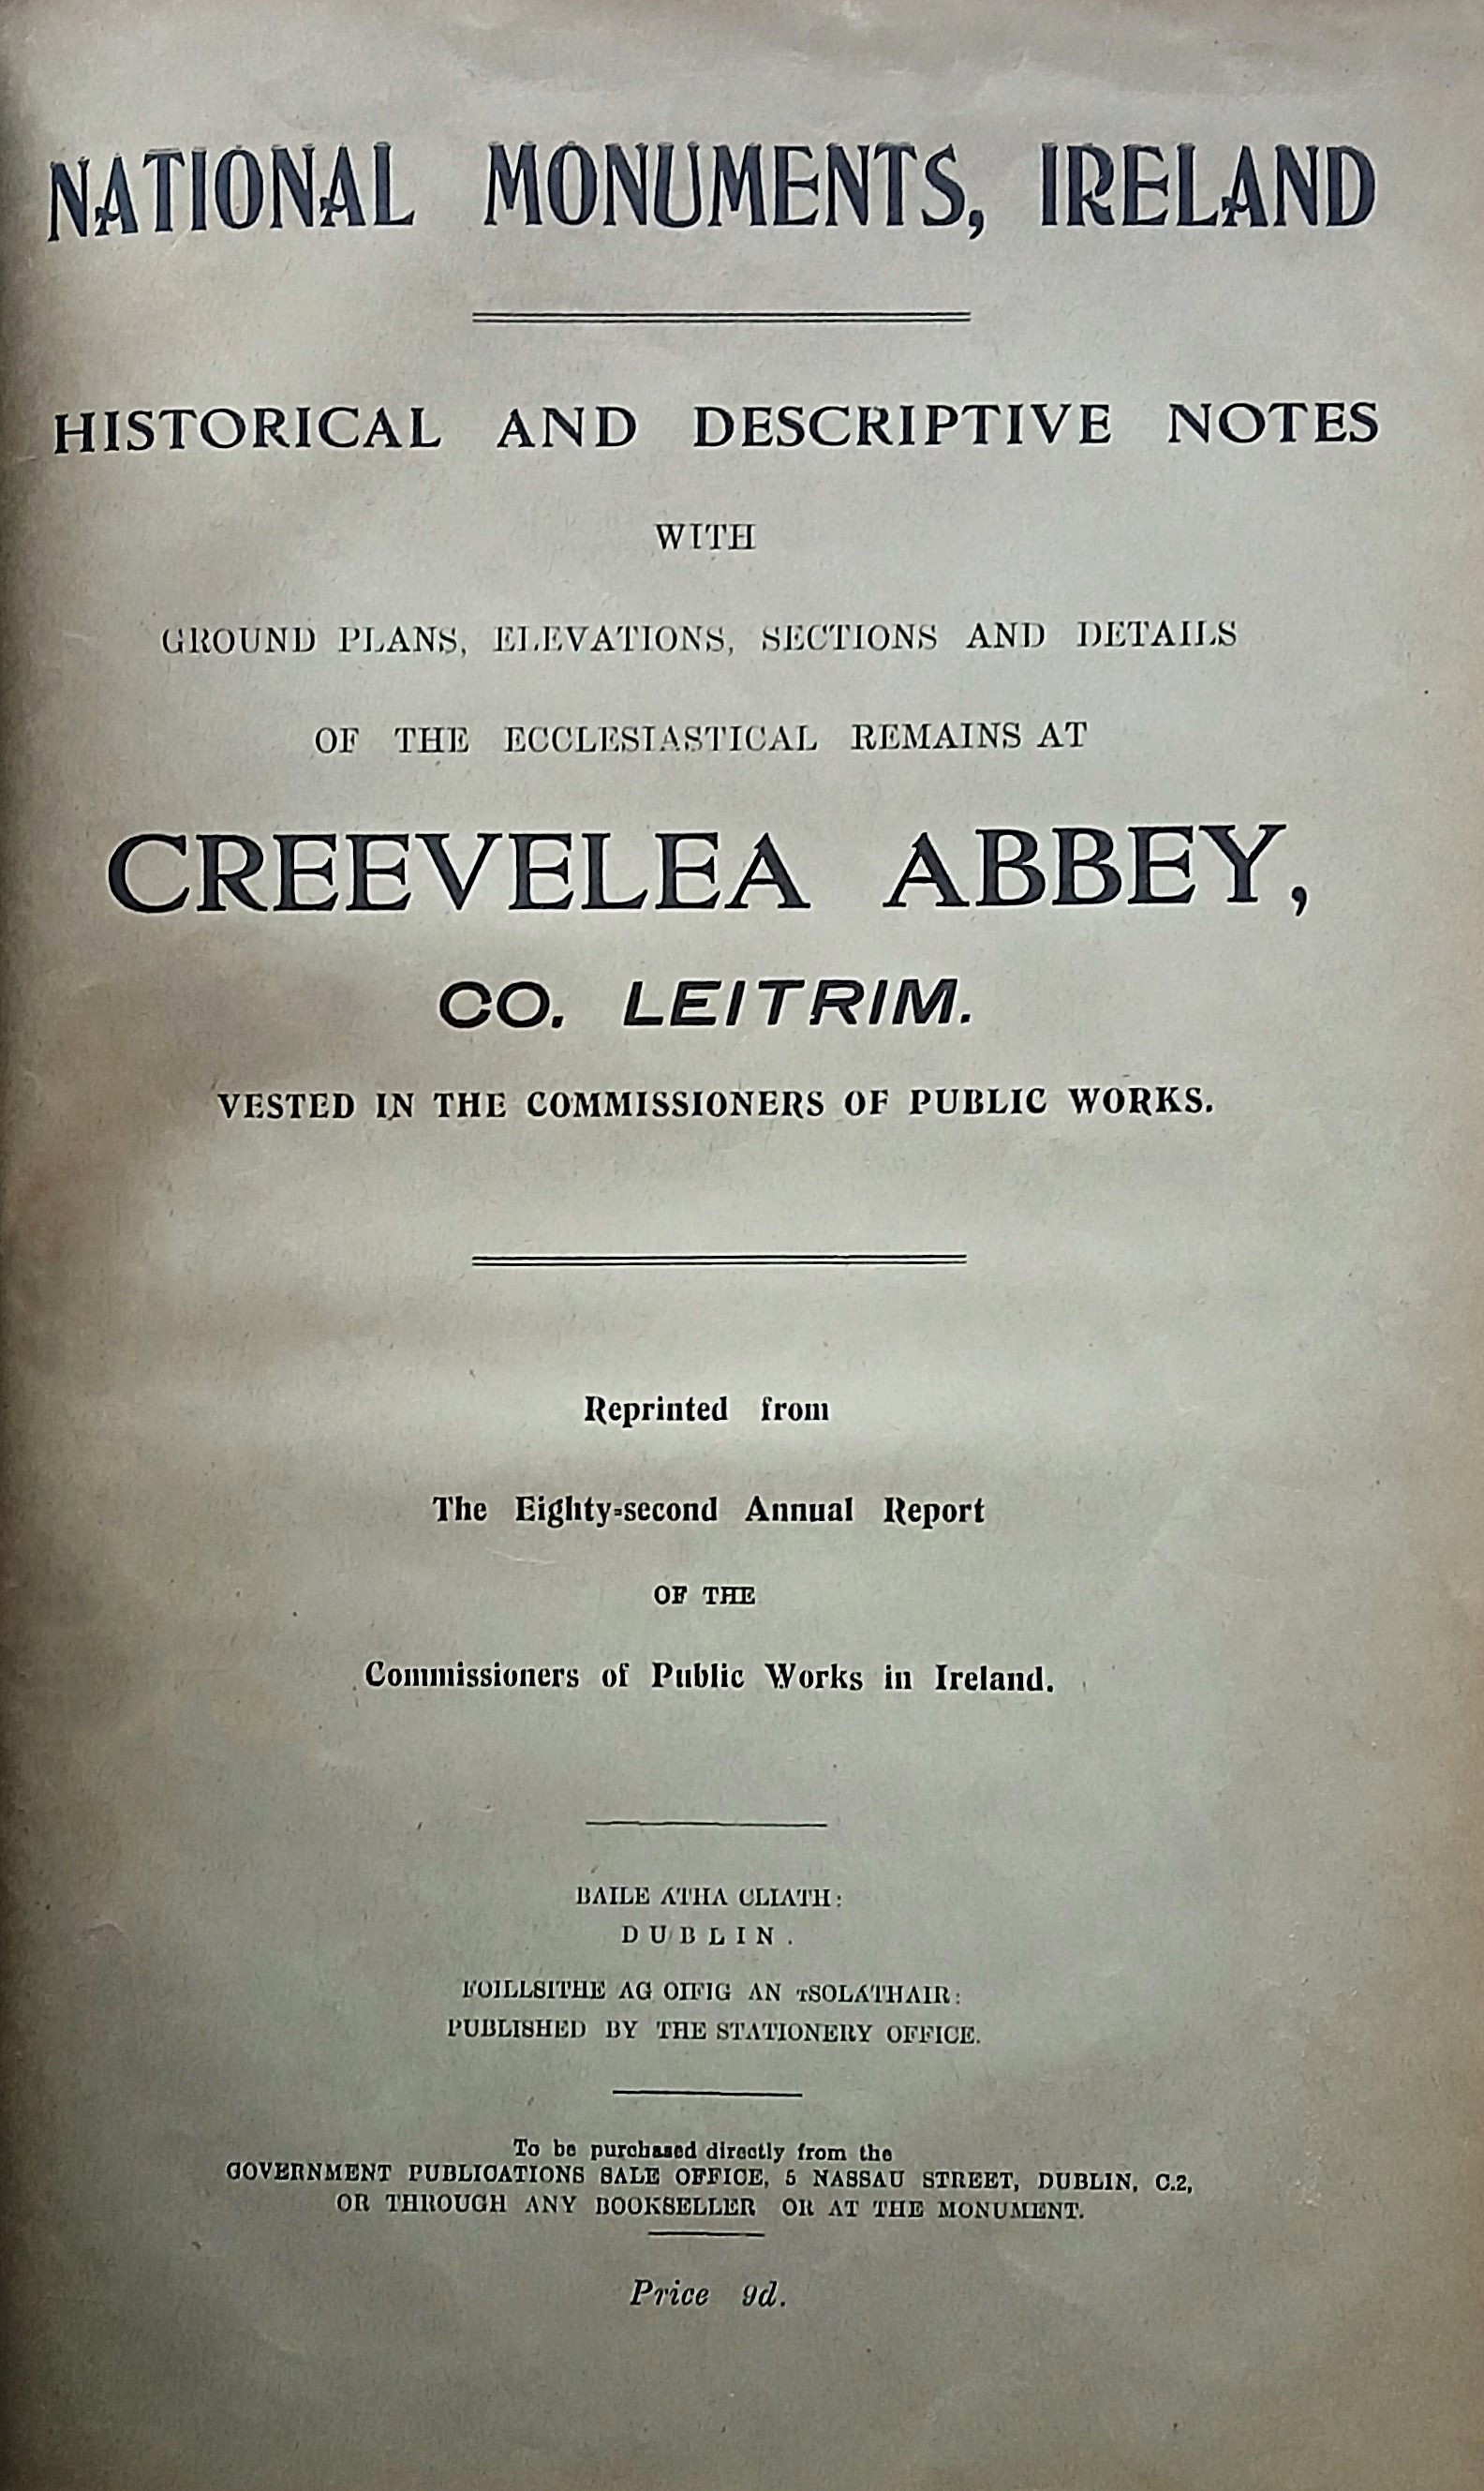 NATIONAL MONUMENTS, IRELAND
HISTORICAL AND DESCRIPTIVE NOTES
WITH
GROUND PLANS, ELEVATIONS, SECTIONS AND DETAILS
OF THE ECCLESIASTICAL REMAINS AT
CREEVELEA ABBEY,
CO. LEITRIM.
VESTED IN THE COMMISSIONERS OF PUBLIC WORKS.
Reprinted from
The Eighty-second Annual Report
OF THE
Commissioners of Public Works in Ireland.
BAILE ÁTHA CLIATH:
DUBLIN.
FOILLSITHE AG OIFIG AN TSOLÁTHAIR:
PUBLISHED BY THE STATIONERY OFFICE.
To be purchased directly from the
GOVERNMENT PUBLICATIONS SALE OFFICE, 5 NASSAU STREET, DUBLIN, C.2,
OR THROUGH ANY BOOKSELLER OR AT THE MONUMENT.
Price 9d.